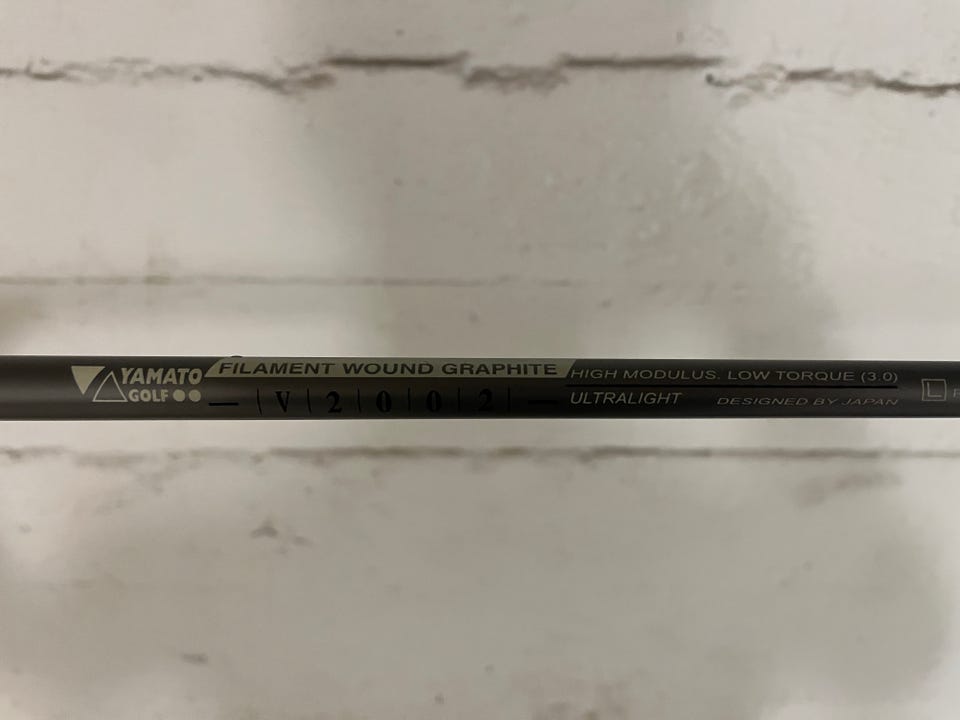 YAMATO
GOLF
FILAMENT WOUND GRAPHITE
V 2 0 0 2
HIGH MODULUS. LOW TORQUE (3.0)
ULTRALIGHT
DESIGNED BY JAPAN
L